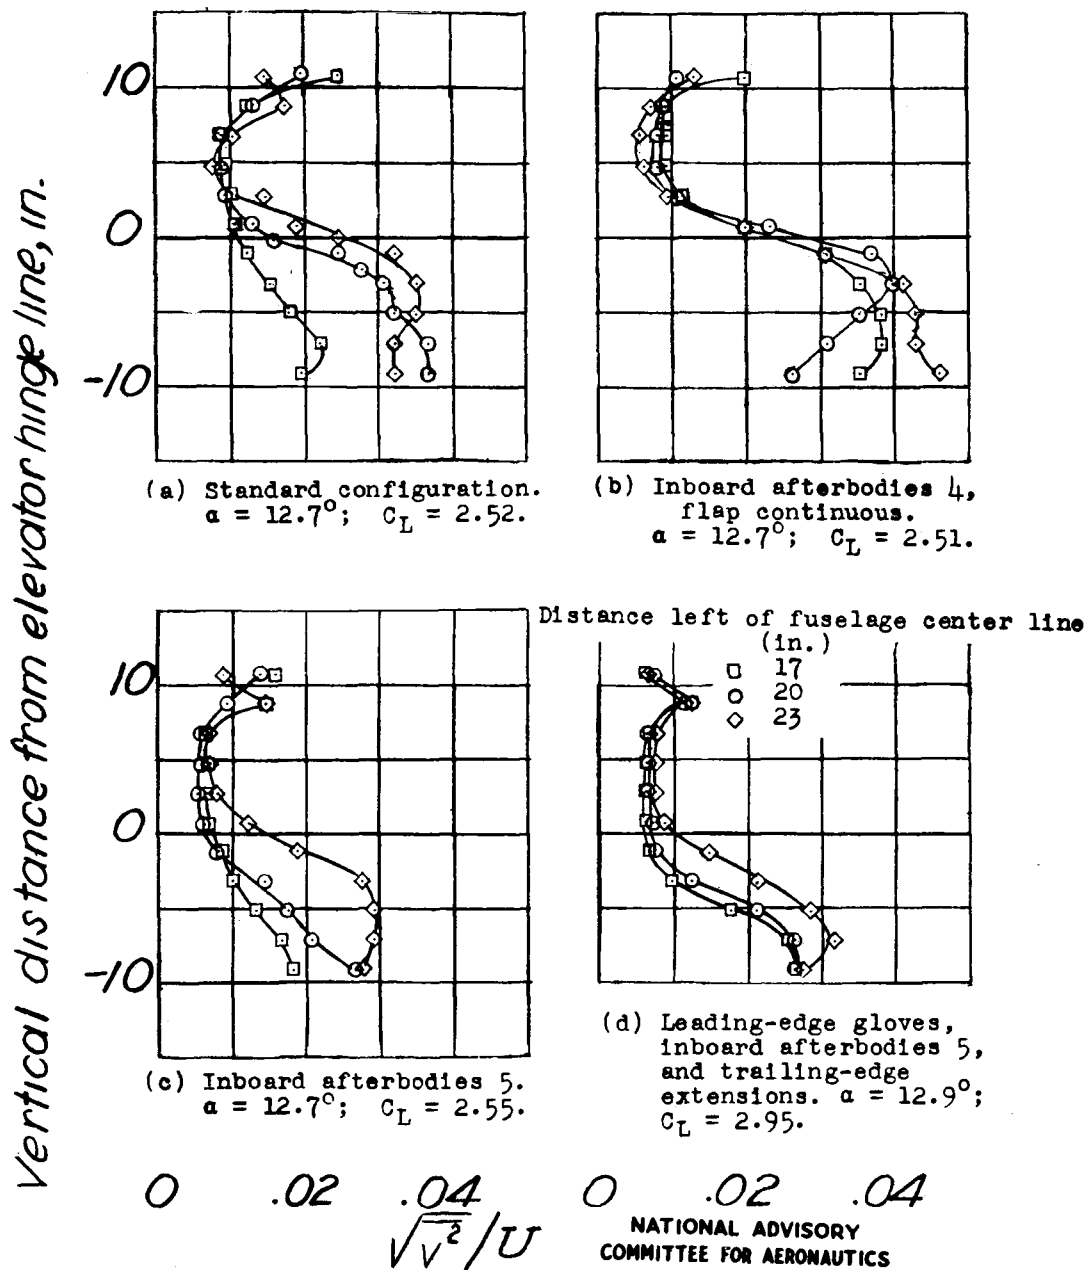 Vertical distance from elevator hinge line, in.
10
0
-10
(a) Standard configuration.
α = 12.7°; C_L = 2.52.
(b) Inboard afterbodies 4,
flap continuous.
α = 12.7°; C_L = 2.51.
Distance left of fuselage center line
(in.)
17
20
23
10
0
-10
(c) Inboard afterbodies 5.
α = 12.7°; C_L = 2.55.
(d) Leading-edge gloves,
inboard afterbodies 5,
and trailing-edge
extensions. α = 12.9°;
C_L = 2.95.
0 .02 .04 0 .02 .04
√v²/U
NATIONAL ADVISORY
COMMITTEE FOR AERONAUTICS